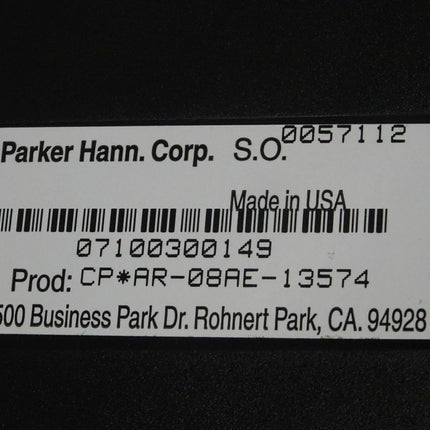 Parker Hann. Corp. S.O. 0057112
Made in USA
07100300149
Prod: CP*AR-08AE-13574
500 Business Park Dr. Rohnert Park, CA. 94928